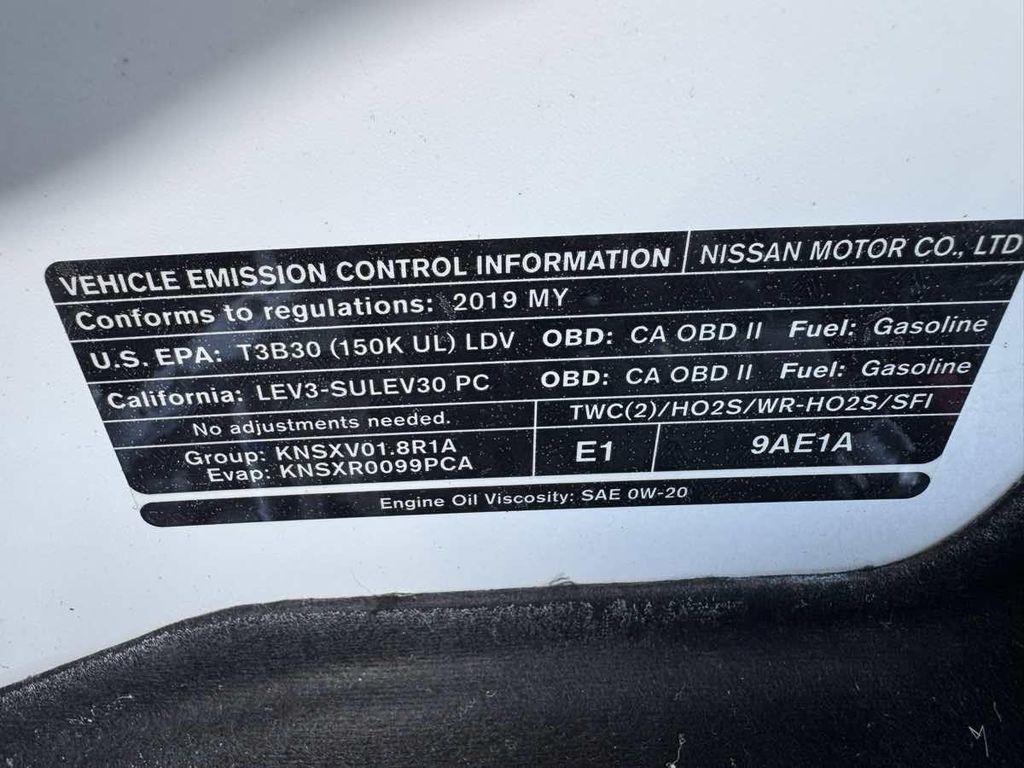 VEHICLE EMISSION CONTROL INFORMATION NISSAN MOTOR CO., LTD
Conforms to regulations: 2019 MY
U.S. EPA: T3B30 (150K UL) LDV OBD: CA OBD II Fuel: Gasoline
California: LEV3-SULEV30 PC OBD: CA OBD II Fuel: Gasoline
No adjustments needed. TWC(2)/HO2S/WR-HO2S/SFI
Group: KNSXV01.8R1A
Evap: KNSXR0099PCA
E1 9AE1A
Engine Oil Viscosity: SAE 0W-20